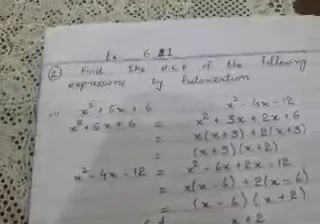 Ex 6.1
② Find the H.C.F of the following
expressions by factorization
(i) x² + 5x + 6 x² - 4x - 12
x² + 5x + 6 = x² + 3x + 2x + 6
= x(x+3) + 2(x+3)
= (x+3)(x+2)
x² - 4x - 12 = x² - 6x + 2x - 12
= x(x-6) + 2(x-6)
= (x-6)(x+2)
x+2